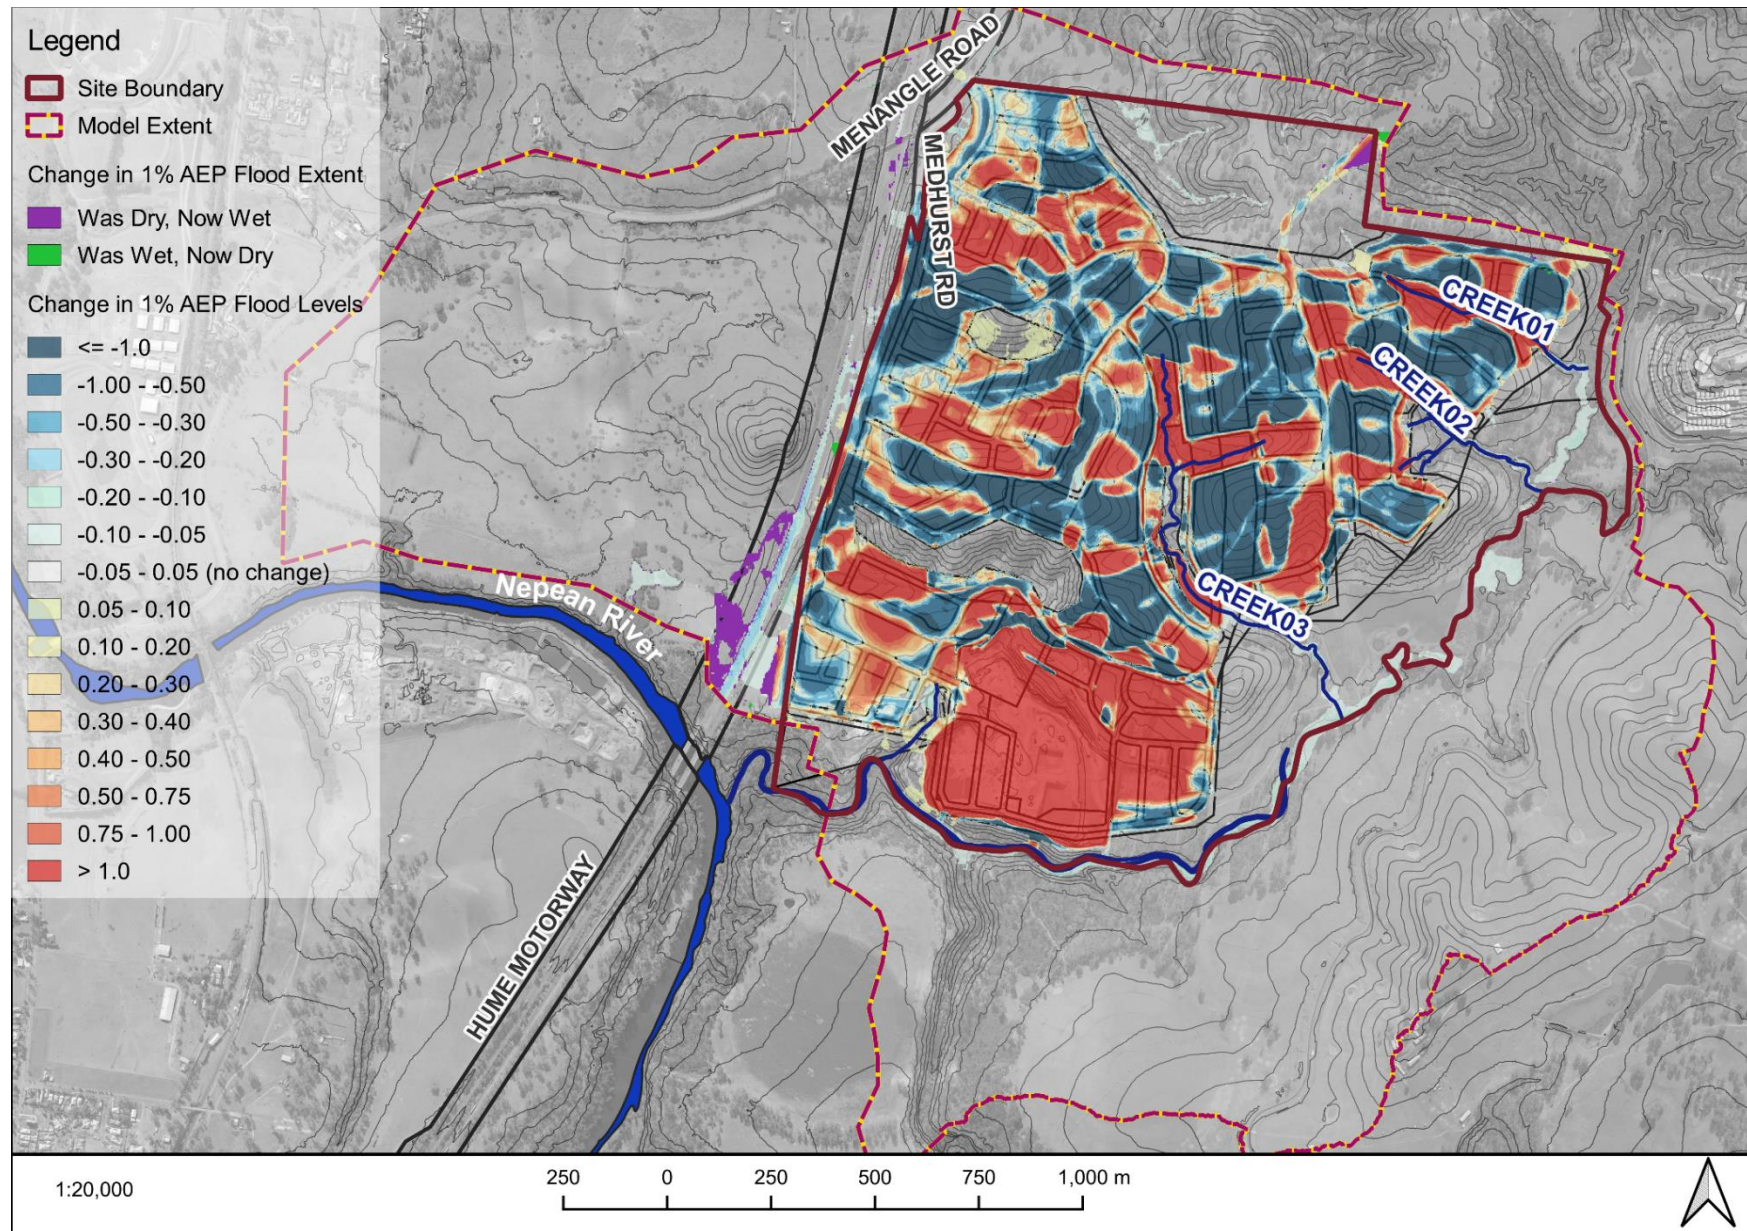 Legend
Site Boundary
Model Extent
Change in 1% AEP Flood Extent
Was Dry, Now Wet
Was Wet, Now Dry
Change in 1% AEP Flood Levels
<= -1.0
-1.00 - -0.50
-0.50 - -0.30
-0.30 - -0.20
-0.20 - -0.10
-0.10 - -0.05
-0.05 - 0.05 (no change)
0.05 - 0.10
0.10 - 0.20
0.20 - 0.30
0.30 - 0.40
0.40 - 0.50
0.50 - 0.75
0.75 - 1.00
> 1.0
MENANGLE ROAD
MEDHURST RD
CREEK01
CREEK02
CREEK03
Nepean River
HUME MOTORWAY
1:20,000
250 0 250 500 750 1,000 m